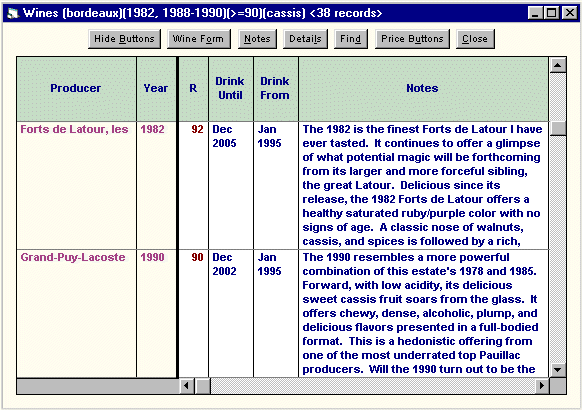 Wines (bordeaux)(1982, 1988-1990)(>=90)(cassis) <38 records>
Hide Buttons Wine Form Notes Details Find Price Buttons Close
Producer Year R Drink Until Drink From Notes
Forts de Latour, les 1982 92 Dec Jan The 1982 is the finest Forts de Latour I have
2005 1995 ever tasted. It continues to offer a glimpse
of what potential magic will be forthcoming
from its larger and more forceful sibling,
the great Latour. Delicious since its
release, the 1982 Forts de Latour offers a
healthy saturated ruby/purple color with no
signs of age. A classic nose of walnuts,
cassis, and spices is followed by a rich,
Grand-Puy-Lacoste 1990 90 Dec Jan The 1990 resembles a more powerful
2002 1995 combination of this estate's 1978 and 1985.
Forward, with low acidity, its delicious
sweet cassis fruit soars from the glass. It
offers chewy, dense, alcoholic, plump, and
delicious flavors presented in a full-bodied
format. This is a hedonistic offering from
one of the most underrated top Pauillac
producers. Will the 1990 turn out to be the